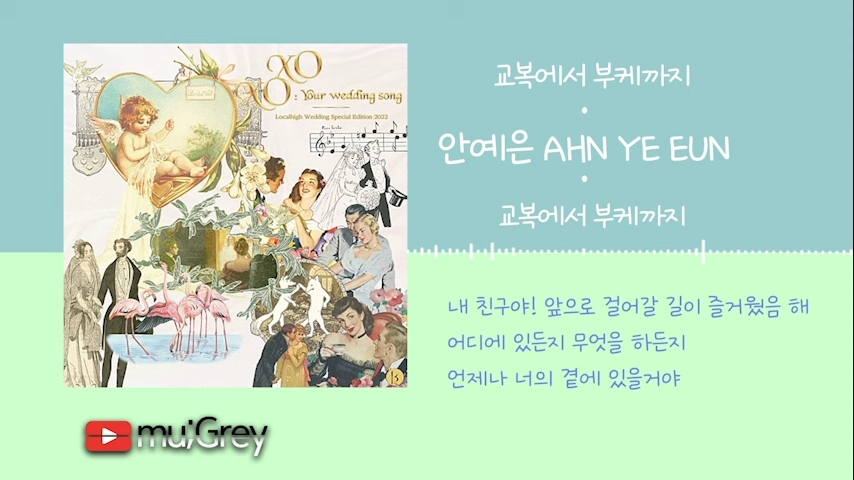 XO
XO
: Your wedding song
Localhigh Wedding Special Edition 2022
교복에서 부케까지
안예은 AHN YE EUN
교복에서 부케까지
내 친구야! 앞으로 걸어갈 길이 즐거웠음 해
어디에 있든지 무엇을 하든지
언제나 너의 곁에 있을거야
mu;Grey